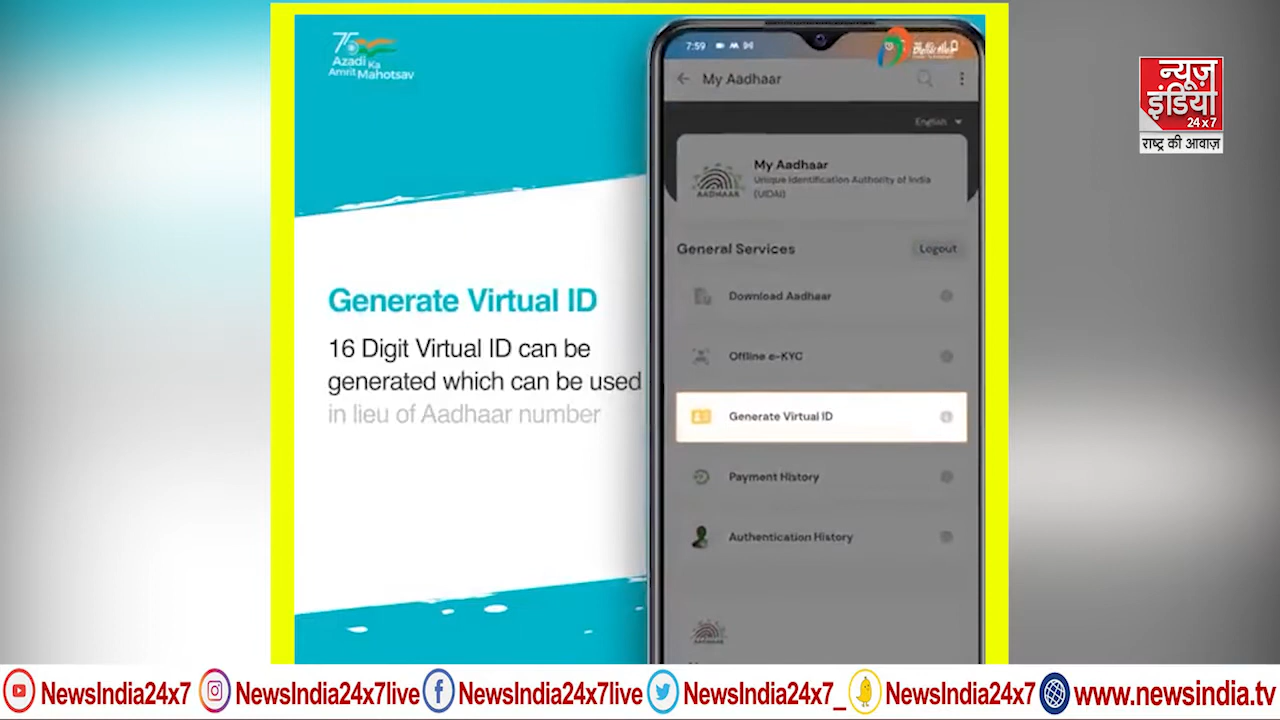 75
Azadi Ka
Amrit Mahotsav
7:59
My Aadhaar
English
My Aadhaar
Unique Identification Authority of India
(UIDAI)
AADHAAR
General Services
Logout
Download Aadhaar
Offline e-KYC
Generate Virtual ID
Payment History
Authentication History
AADHAAR
Generate Virtual ID
16 Digit Virtual ID can be
generated which can be used
in lieu of Aadhaar number
न्यूज़
इंडिया
24x7
राष्ट्र की आवाज़
NewsIndia24x7
NewsIndia24x7live
NewsIndia24x7live
NewsIndia24x7_
NewsIndia24x7
www.newsindia.tv